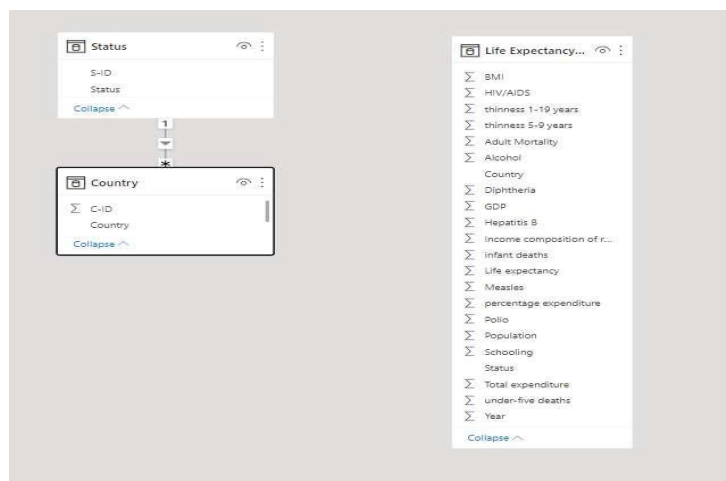 Status
S-ID
Status
Collapse
1
*
Country
C-ID
Country
Collapse
Life Expectancy...
BMI
HIV/AIDS
thinness 1-19 years
thinness 5-9 years
Adult Mortality
Alcohol
Country
Diphtheria
GDP
Hepatitis B
Income composition of r...
infant deaths
Life expectancy
Measles
percentage expenditure
Polio
Population
Schooling
Status
Total expenditure
under-five deaths
Year
Collapse